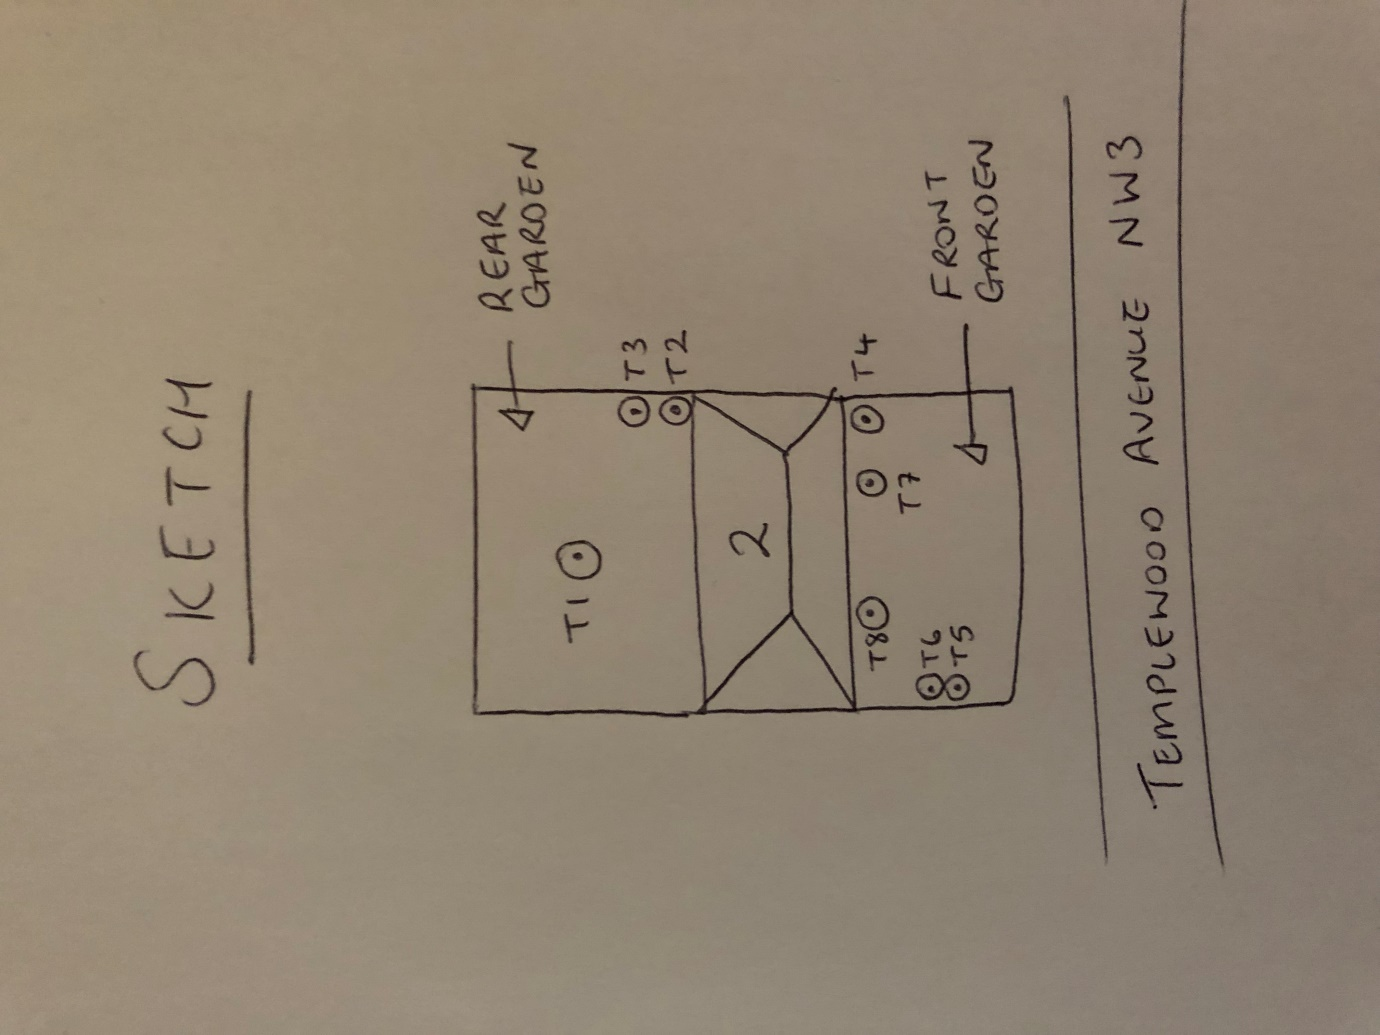 SKETCH
REAR
GARDEN
T3
T2
T1
2
T4
T7
T8
T6
T5
FRONT
GARDEN
TEMPLEWOOD AVENUE NW3